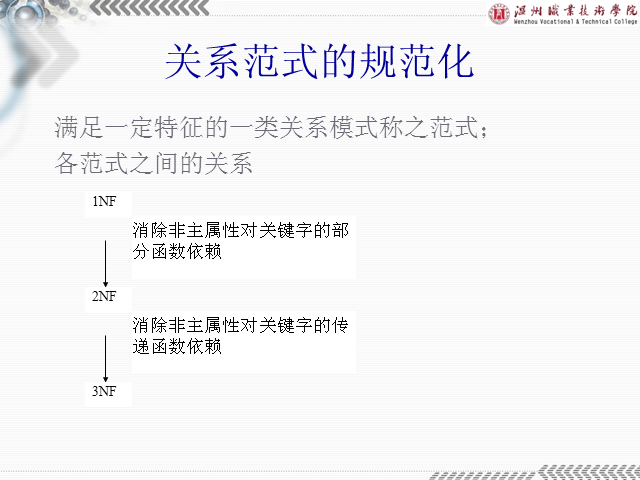 温州職業技術學院
Wenzhou Vocational & Technical College
关系范式的规范化
满足一定特征的一类关系模式称之范式；
各范式之间的关系
1NF
消除非主属性对关键字的部
分函数依赖
2NF
消除非主属性对关键字的传
递函数依赖
3NF